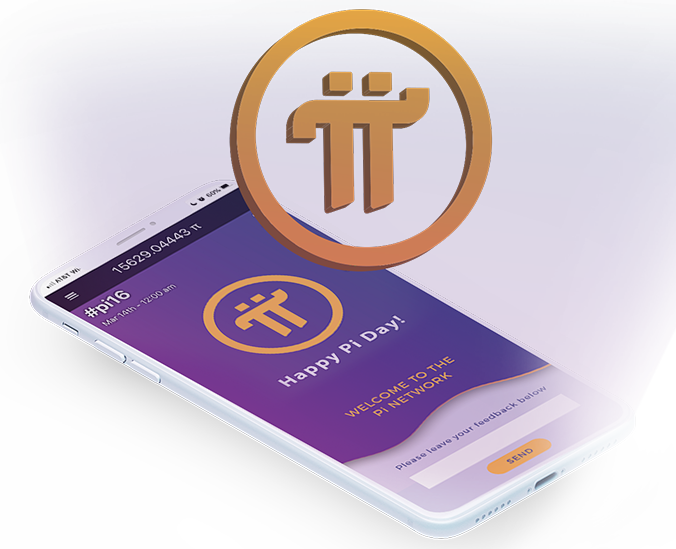 AT&T Wi
60%
15629.04443 π
#pi16
Mar 14th - 12:00 am
Happy Pi Day!
WELCOME TO THE
Pi NETWORK
Please leave your feedback below
SEND